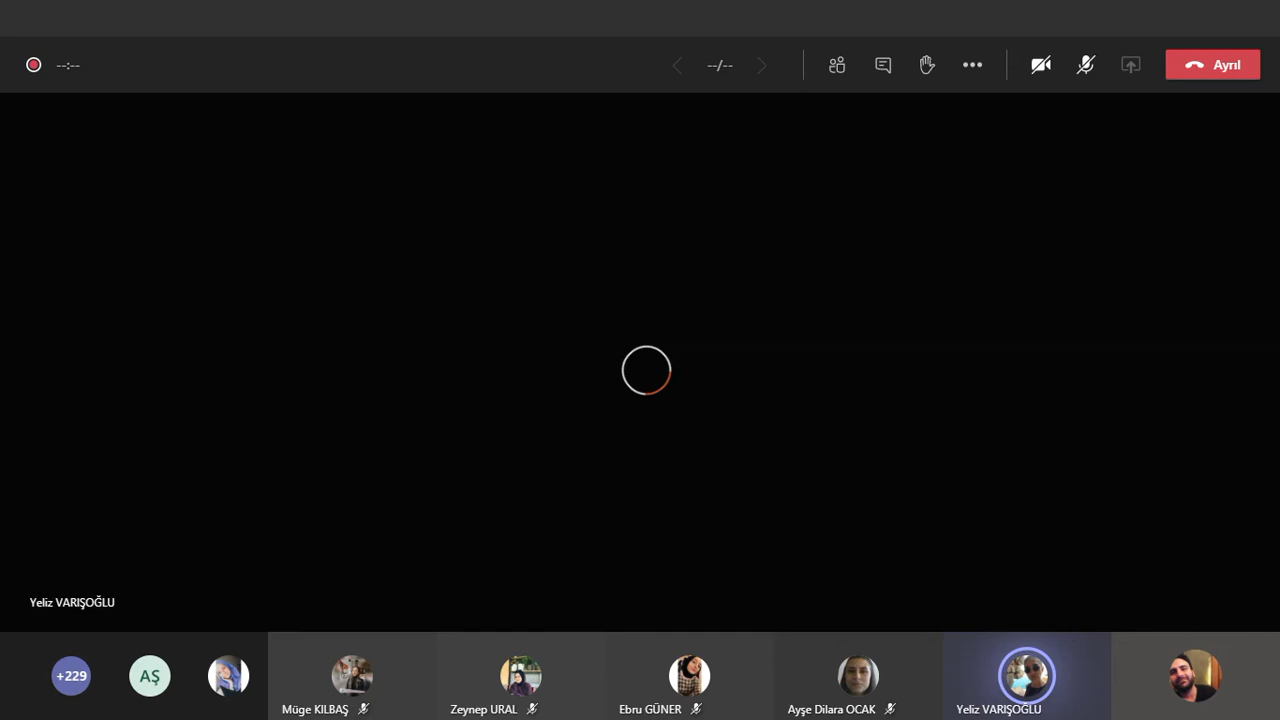 --:--
--/--
Ayrıl
Yeliz VARIŞOĞLU
+229
AŞ
Müge KILBAŞ
Zeynep URAL
Ebru GÜNER
Ayşe Dilara OCAK
Yeliz VARIŞOĞLU